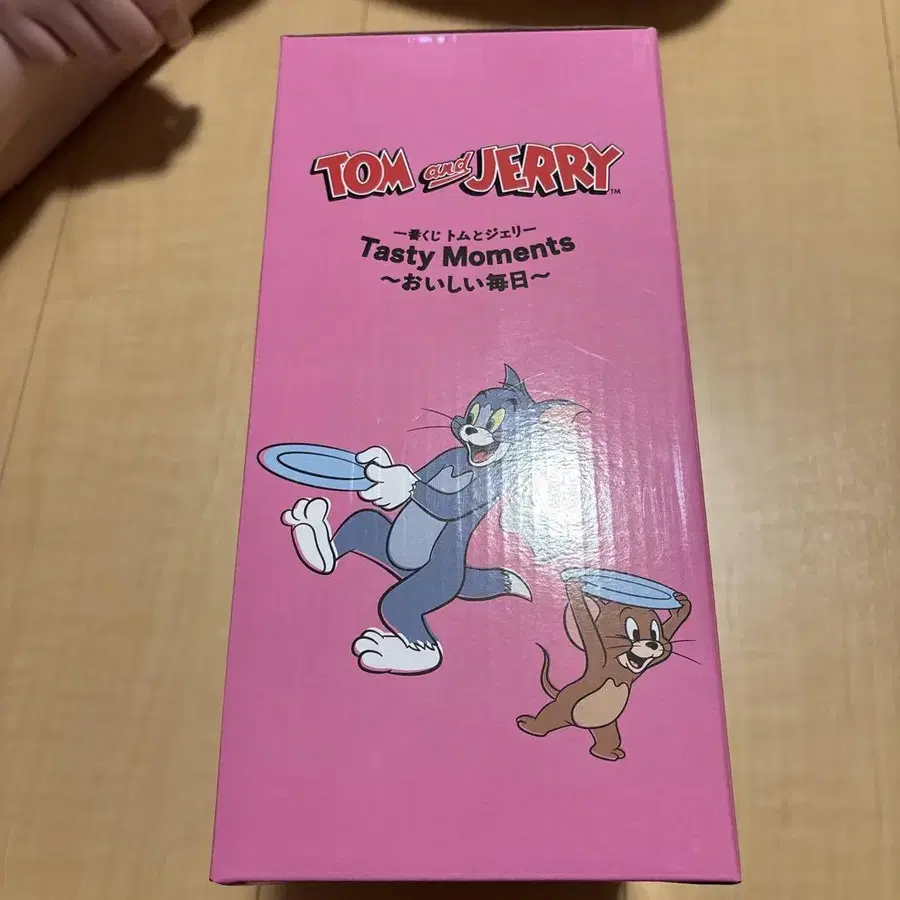 TOM and JERRY™
一番くじ トムとジェリー
Tasty Moments
～おいしい毎日～